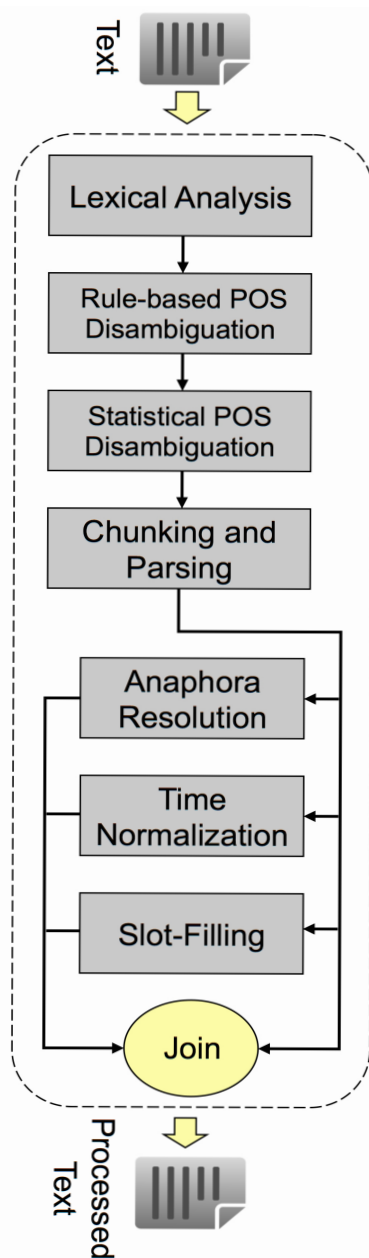 Text
Lexical Analysis
Rule-based POS
Disambiguation
Statistical POS
Disambiguation
Chunking and
Parsing
Anaphora
Resolution
Time
Normalization
Slot-Filling
Join
Processed
Text